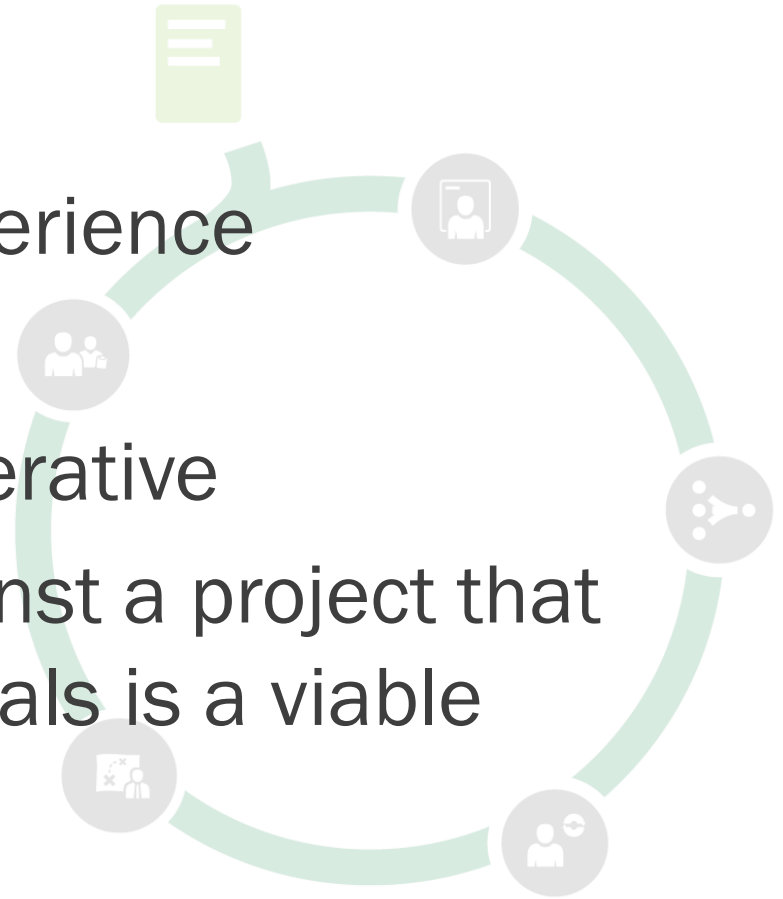 erience
erative
nst a project that
als is a viable